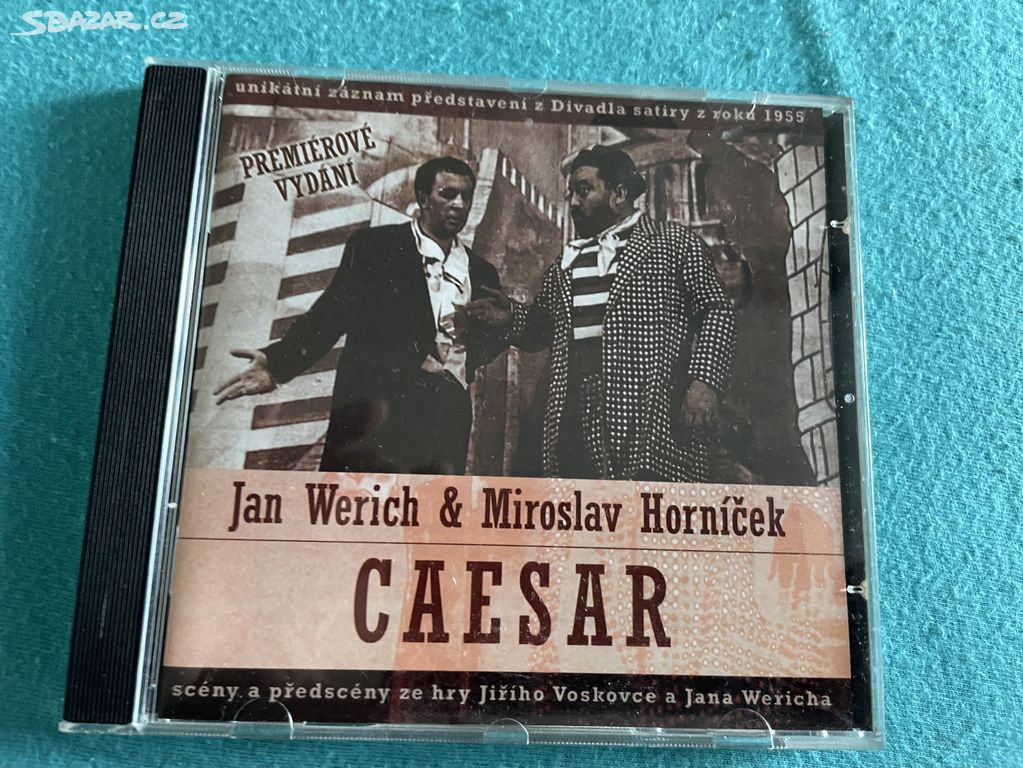 SBAZAR.CZ
unikátní záznam představení z Divadla satiry z roku 1955
PREMIÉROVÉ
VYDÁNÍ
Jan Werich & Miroslav Horníček
CAESAR
scény a předscény ze hry Jiřího Voskovce a Jana Wericha